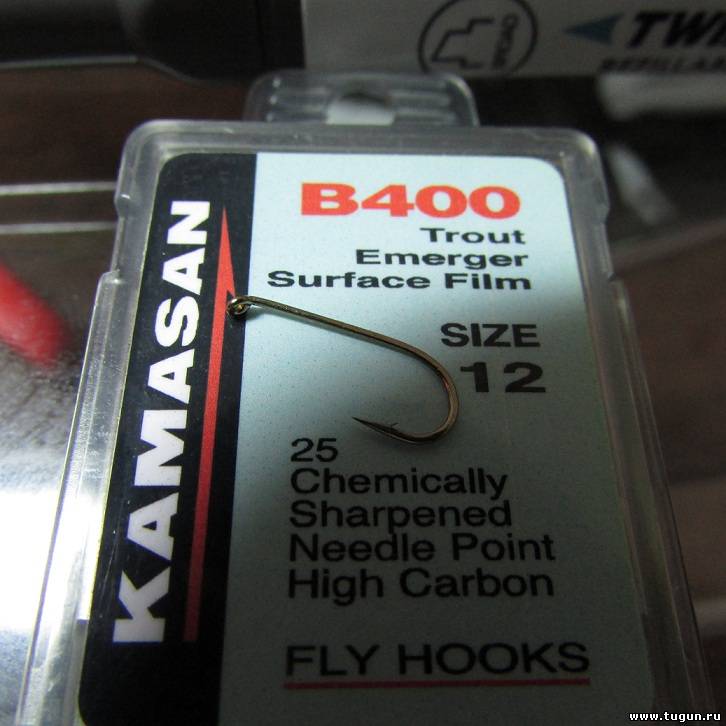 TWE
B400
Trout
Emerger
Surface Film
SIZE
12
KAMASAN
25
Chemically
Sharpened
Needle Point
High Carbon
FLY HOOKS
www.tugun.ru